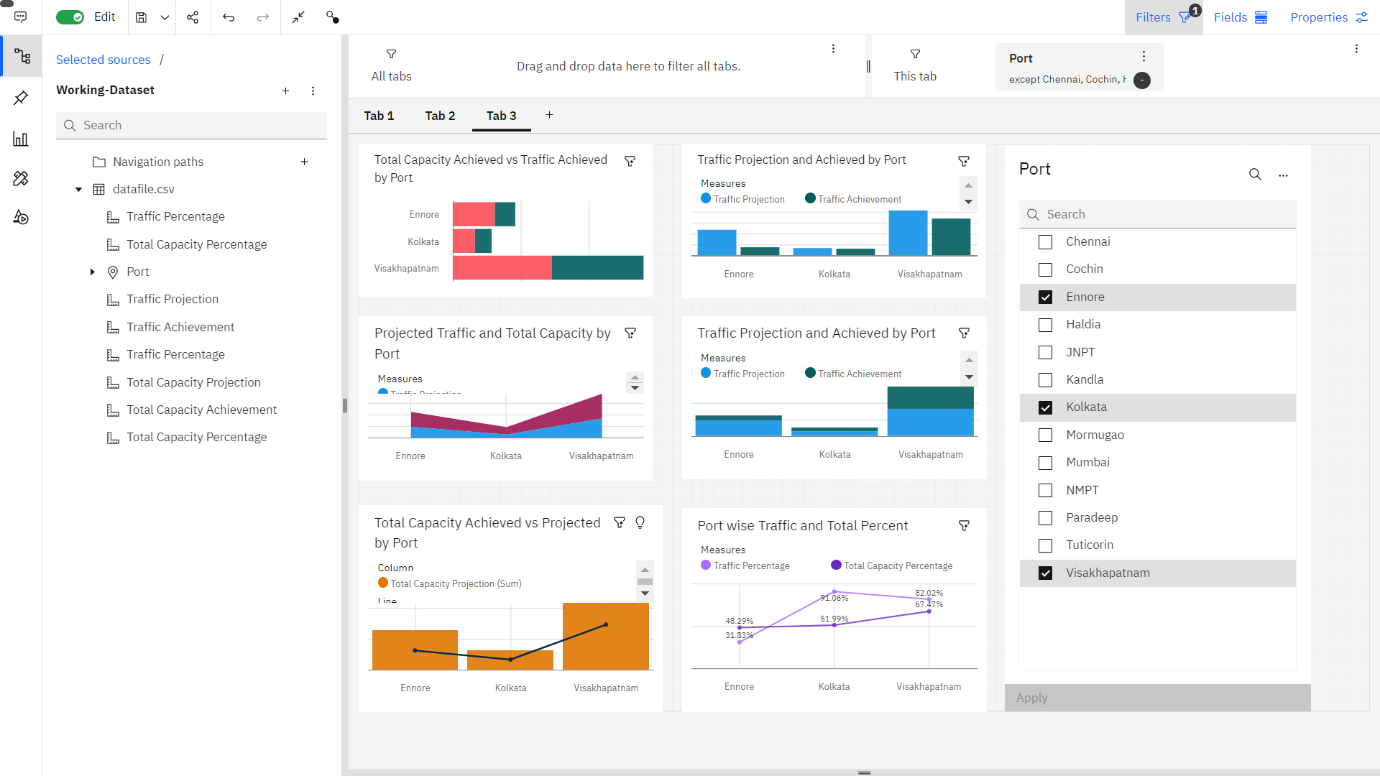 Edit
Filters
1
Fields
Properties
Selected sources /
Working-Dataset
Search
Navigation paths
datafile.csv
Traffic Percentage
Total Capacity Percentage
Port
Traffic Projection
Traffic Achievement
Traffic Percentage
Total Capacity Projection
Total Capacity Achievement
Total Capacity Percentage
All tabs
Drag and drop data here to filter all tabs.
This tab
Port
except Chennai, Cochin, H
Tab 1
Tab 2
Tab 3
Total Capacity Achieved vs Traffic Achieved
by Port
Ennore
Kolkata
Visakhapatnam
Traffic Projection and Achieved by Port
Measures
Traffic Projection
Traffic Achievement
Ennore
Kolkata
Visakhapatnam
Projected Traffic and Total Capacity by
Port
Measures
Traffic Projection
Ennore
Kolkata
Visakhapatnam
Traffic Projection and Achieved by Port
Measures
Traffic Projection
Traffic Achievement
Ennore
Kolkata
Visakhapatnam
Total Capacity Achieved vs Projected
by Port
Column
Total Capacity Projection (Sum)
Line
Ennore
Kolkata
Visakhapatnam
Port wise Traffic and Total Percent
Measures
Traffic Percentage
Total Capacity Percentage
48.29%
31.83%
91.06%
51.99%
82.02%
67.47%
Ennore
Kolkata
Visakhapatnam
Port
Search
Chennai
Cochin
Ennore
Haldia
JNPT
Kandla
Kolkata
Mormugao
Mumbai
NMPT
Paradeep
Tuticorin
Visakhapatnam
Apply